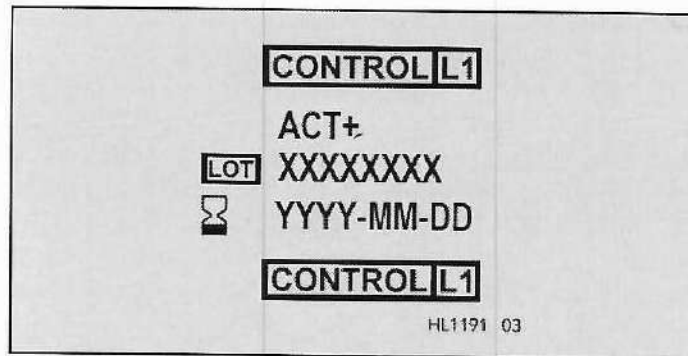 CONTROL L1
ACT+
LOT XXXXXXXX
YYYY-MM-DD
CONTROL L1
HL1191 03